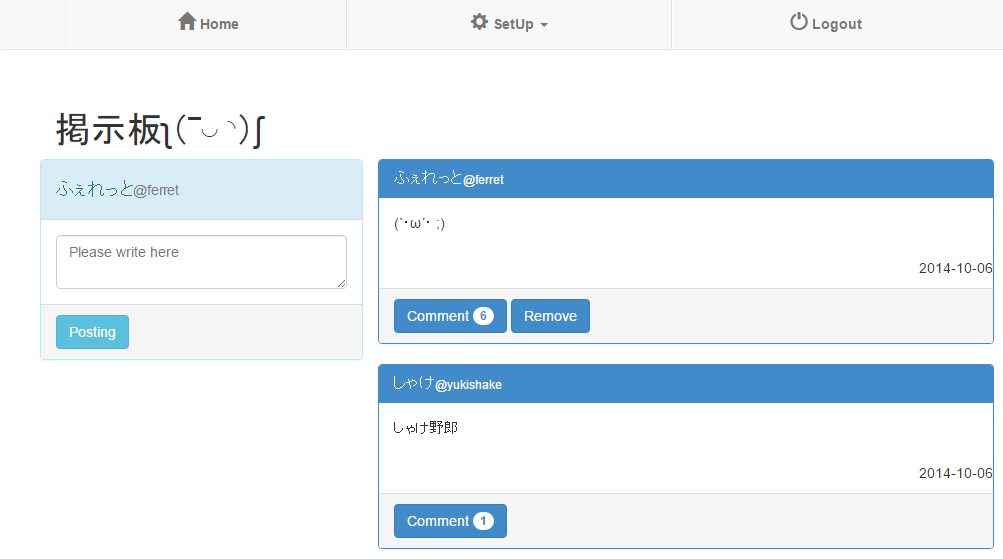 Home
SetUp
Logout
掲示板ʅ(‾◡◝)ʃ
ふぇれっと@ferret
Please write here
Posting
ふぇれっと@ferret
(`･ω´･ ;)
2014-10-06
Comment 6
Remove
しゃけ@yukishake
しゃけ野郎
2014-10-06
Comment 1